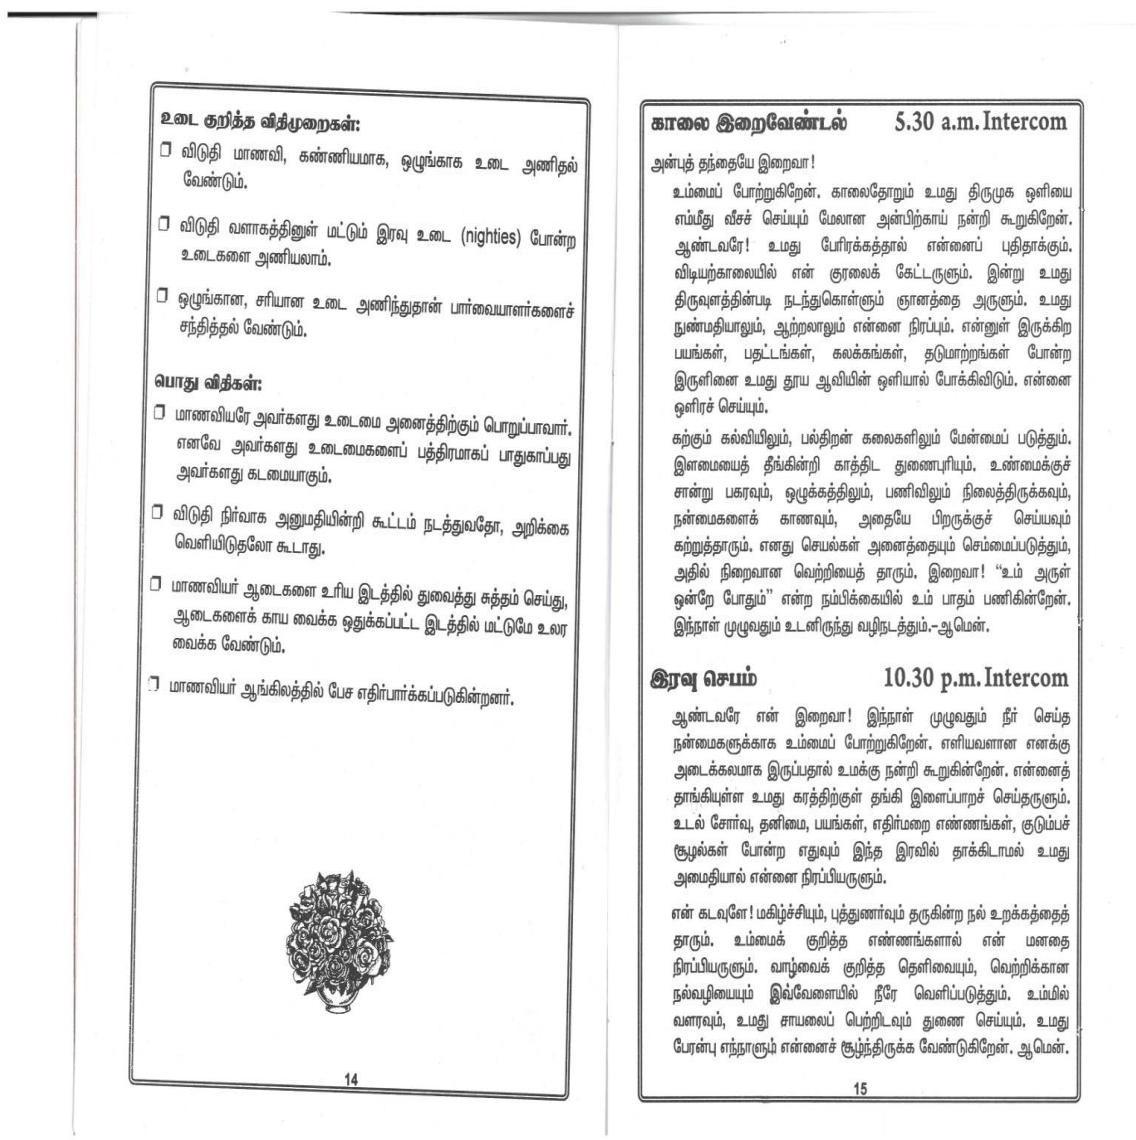 உடை குறித்த விதிமுறைகள்:
❒ விடுதி மாணவி, கண்ணியமாக, ஒழுங்காக உடை அணிதல்
வேண்டும்.
❒ விடுதி வளாகத்தினுள் மட்டும் இரவு உடை (nighties) போன்ற
உடைகளை அணியலாம்.
❒ ஒழுங்கான, சரியான உடை அணிந்துதான் பார்வையாளர்களைச்
சந்தித்தல் வேண்டும்.
பொது விதிகள்:
❒ மாணவியரே அவர்களது உடைமை அனைத்திற்கும் பொறுப்பாவார்.
எனவே அவர்களது உடைமைகளைப் பத்திரமாகப் பாதுகாப்பது
அவர்களது கடமையாகும்.
❒ விடுதி நிர்வாக அனுமதியின்றி கூட்டம் நடத்துவதோ, அறிக்கை
வெளியிடுதலோ கூடாது.
❒ மாணவியர் ஆடைகளை உரிய இடத்தில் துவைத்து சுத்தம் செய்து,
ஆடைகளைக் காய வைக்க ஒதுக்கப்பட்ட இடத்தில் மட்டுமே உலர
வைக்க வேண்டும்.
❒ மாணவியர் ஆங்கிலத்தில் பேச எதிர்பார்க்கப்படுகின்றனர்.
14
காலை இறைவேண்டல் 5.30 a.m. Intercom
அன்புத் தந்தையே இறைவா!
உம்மைப் போற்றுகிறேன். காலைதோறும் உமது திருமுக ஒளியை
எம்மீது வீசச் செய்யும் மேலான அன்பிற்காய் நன்றி கூறுகிறேன்.
ஆண்டவரே! உமது பேரிரக்கத்தால் என்னைப் புதிதாக்கும்.
விடியற்காலையில் என் குரலைக் கேட்டருளும். இன்று உமது
திருவுளத்தின்படி நடந்துகொள்ளும் ஞானத்தை அருளும். உமது
நுண்மதியாலும், ஆற்றலாலும் என்னை நிரப்பும். என்னுள் இருக்கிற
பயங்கள், பதட்டங்கள், கலக்கங்கள், தடுமாற்றங்கள் போன்ற
இருளினை உமது தூய ஆவியின் ஒளியால் போக்கிவிடும். என்னை
ஒளிரச் செய்யும்.
கற்கும் கல்வியிலும், பல்திறன் கலைகளிலும் மேன்மைப் படுத்தும்.
இளமையைத் தீங்கின்றி காத்திட துணைபுரியும். உண்மைக்குச்
சான்று பகரவும், ஒழுக்கத்திலும், பணிவிலும் நிலைத்திருக்கவும்,
நன்மைகளைக் காணவும், அதையே பிறருக்குச் செய்யவும்
கற்றுத்தாரும். எனது செயல்கள் அனைத்தையும் செம்மைப்படுத்தும்,
அதில் நிறைவான வெற்றியைத் தாரும். இறைவா! “உம் அருள்
ஒன்றே போதும்” என்ற நம்பிக்கையில் உம் பாதம் பணிகின்றேன்.
இந்நாள் முழுவதும் உடனிருந்து வழிநடத்தும்.-ஆமென்.
இரவு செபம் 10.30 p.m. Intercom
ஆண்டவரே என் இறைவா! இந்நாள் முழுவதும் நீர் செய்த
நன்மைகளுக்காக உம்மைப் போற்றுகிறேன். எளியவளான எனக்கு
அடைக்கலமாக இருப்பதால் உமக்கு நன்றி கூறுகின்றேன். என்னைத்
தாங்கியுள்ள உமது கரத்திற்குள் தங்கி இளைப்பாறச் செய்தருளும்.
உடல் சோர்வு, தனிமை, பயங்கள், எதிர்மறை எண்ணங்கள், குடும்பச்
சூழல்கள் போன்ற எதுவும் இந்த இரவில் தாக்கிடாமல் உமது
அமைதியால் என்னை நிரப்பியருளும்.
என் கடவுளே! மகிழ்ச்சியும், புத்துணர்வும் தருகின்ற நல் உறக்கத்தைத்
தாரும். உம்மைக் குறித்த எண்ணங்களால் என் மனதை
நிரப்பியருளும். வாழ்வைக் குறித்த தெளிவையும், வெற்றிக்கான
நல்வழியையும் இவ்வேளையில் நீரே வெளிப்படுத்தும். உம்மில்
வளரவும், உமது சாயலைப் பெற்றிடவும் துணை செய்யும். உமது
பேரன்பு எந்நாளும் என்னைச் சூழ்ந்திருக்க வேண்டுகிறேன். ஆமென்.
15